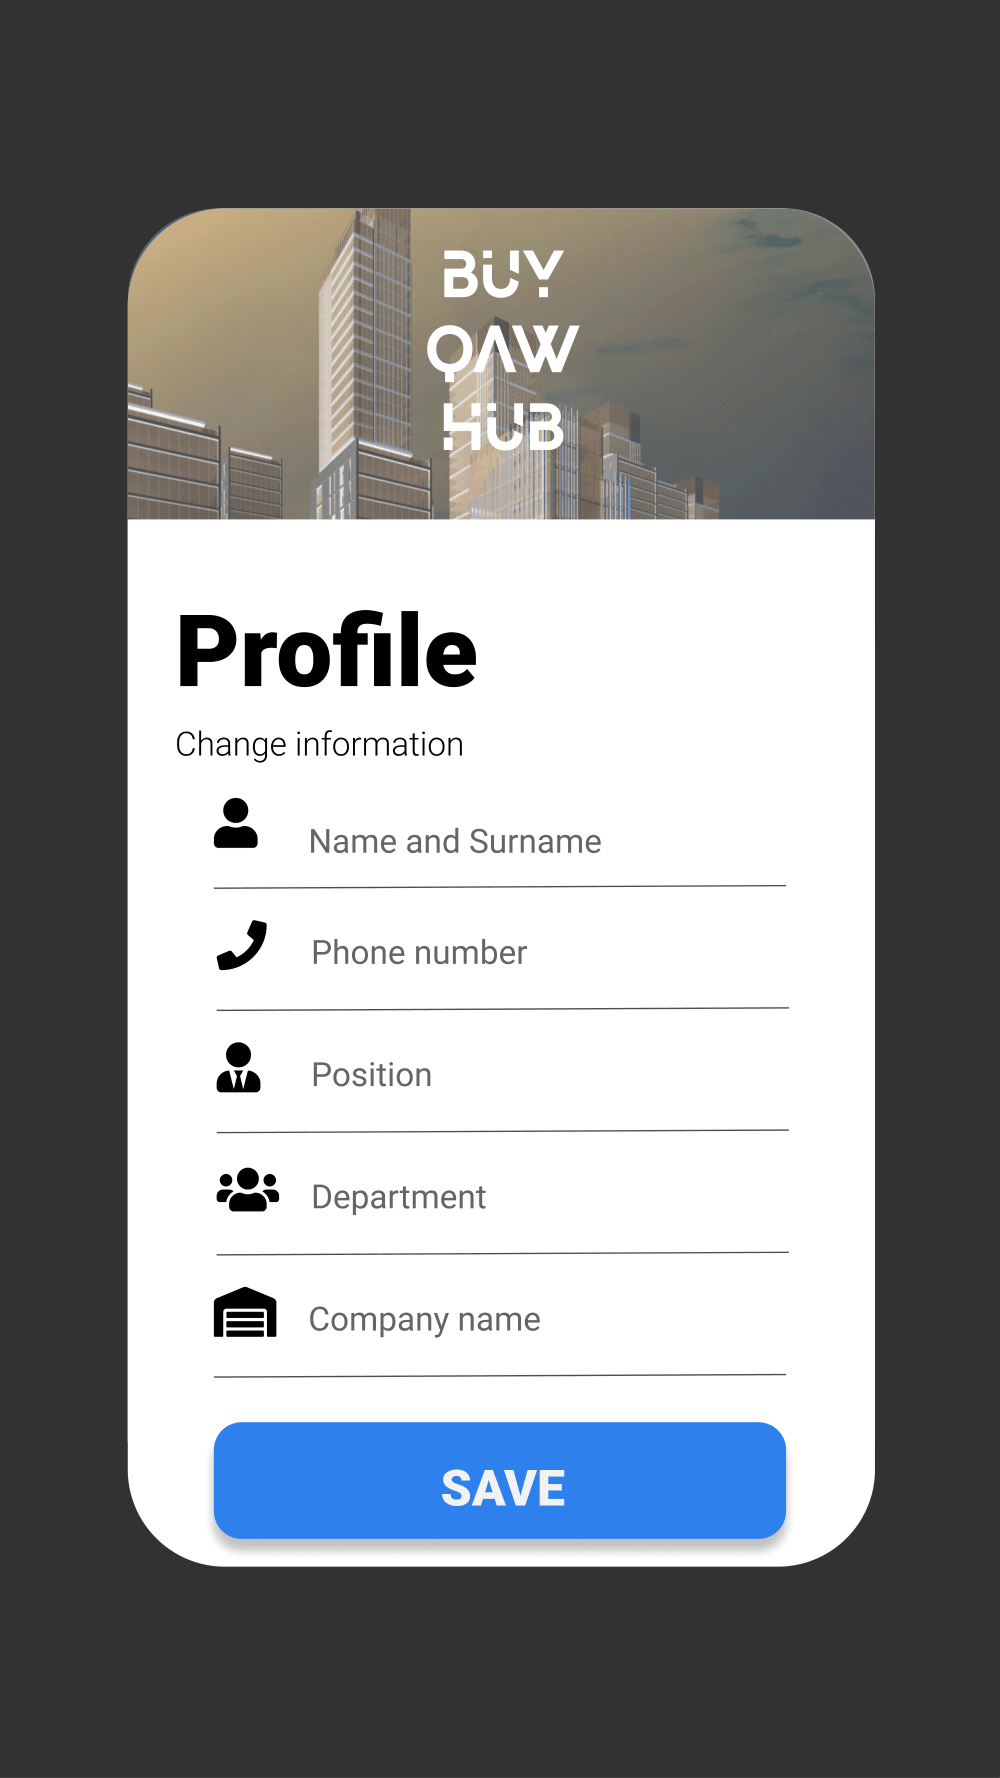 BUY
QAW
HUB
Profile
Change information
Name and Surname
Phone number
Position
Department
Company name
SAVE